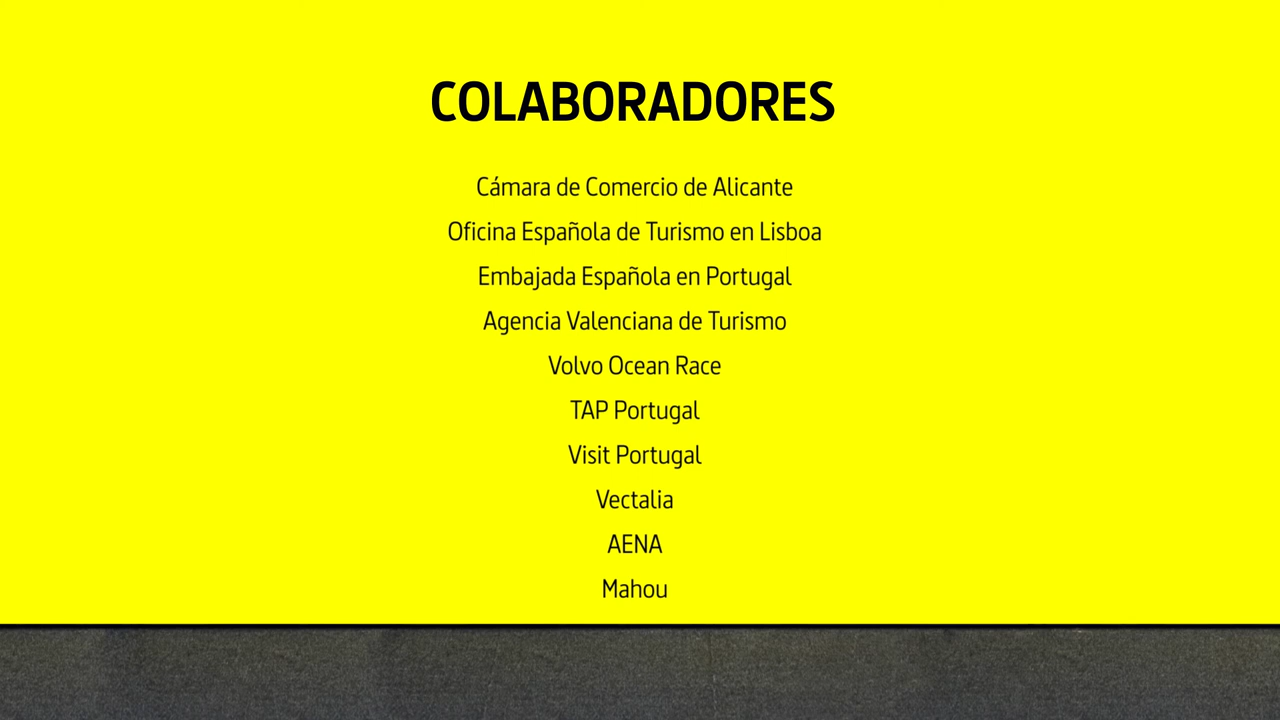 COLABORADORES
Cámara de Comercio de Alicante
Oficina Española de Turismo en Lisboa
Embajada Española en Portugal
Agencia Valenciana de Turismo
Volvo Ocean Race
TAP Portugal
Visit Portugal
Vectalia
AENA
Mahou